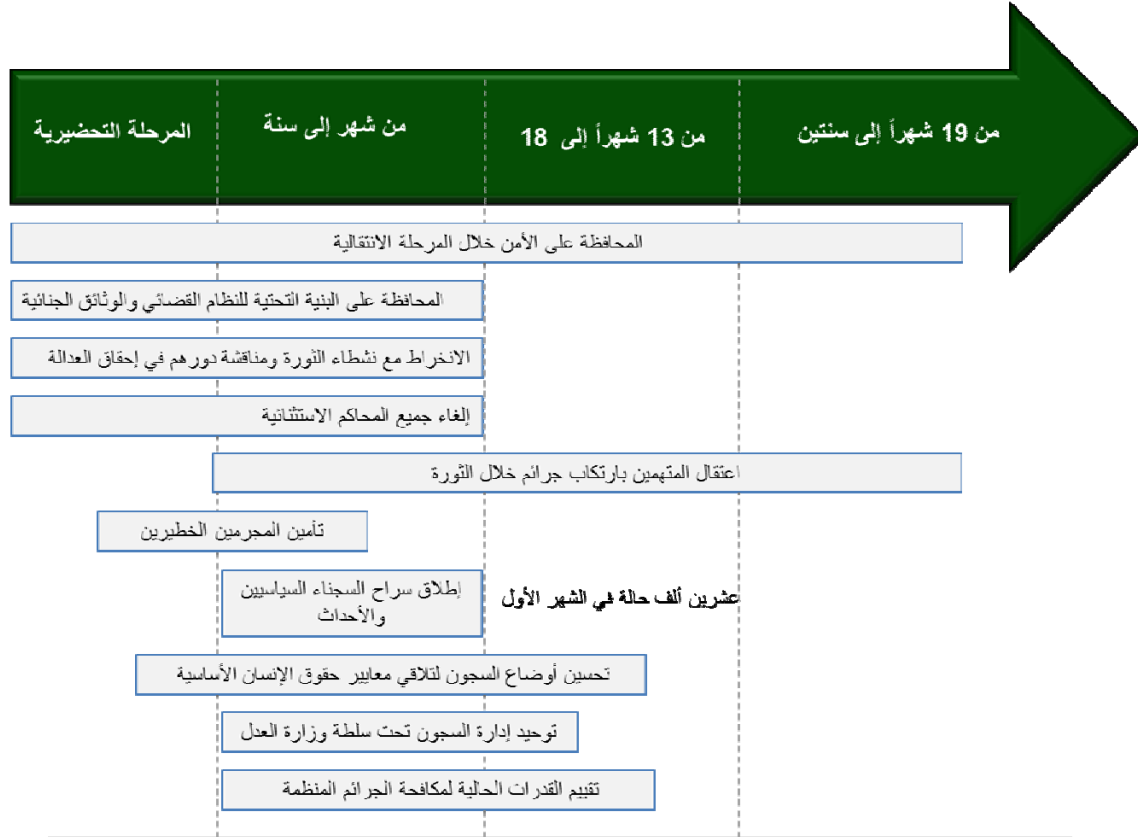 المرحلة التحضيرية
من شهر إلى سنة
من 13 شهراً إلى 18
من 19 شهراً إلى سنتين
المحافظة على الأمن خلال المرحلة الانتقالية
المحافظة على البنية التحتية للنظام القضائي والوثائق الجنائية
الانخراط مع نشطاء الثورة ومناقشة دورهم في إحقاق العدالة
إلغاء جميع المحاكم الاستثنائية
اعتقال المتهمين بارتكاب جرائم خلال الثورة
تأمين المجرمين الخطيرين
إطلاق سراح السجناء السياسيين
والأحداث
عشرين ألف حالة في الشهر الأول
تحسين أوضاع السجون لتلاقي معايير حقوق الإنسان الأساسية
توحيد إدارة السجون تحت سلطة وزارة العدل
تقييم القدرات الحالية لمكافحة الجرائم المنظمة